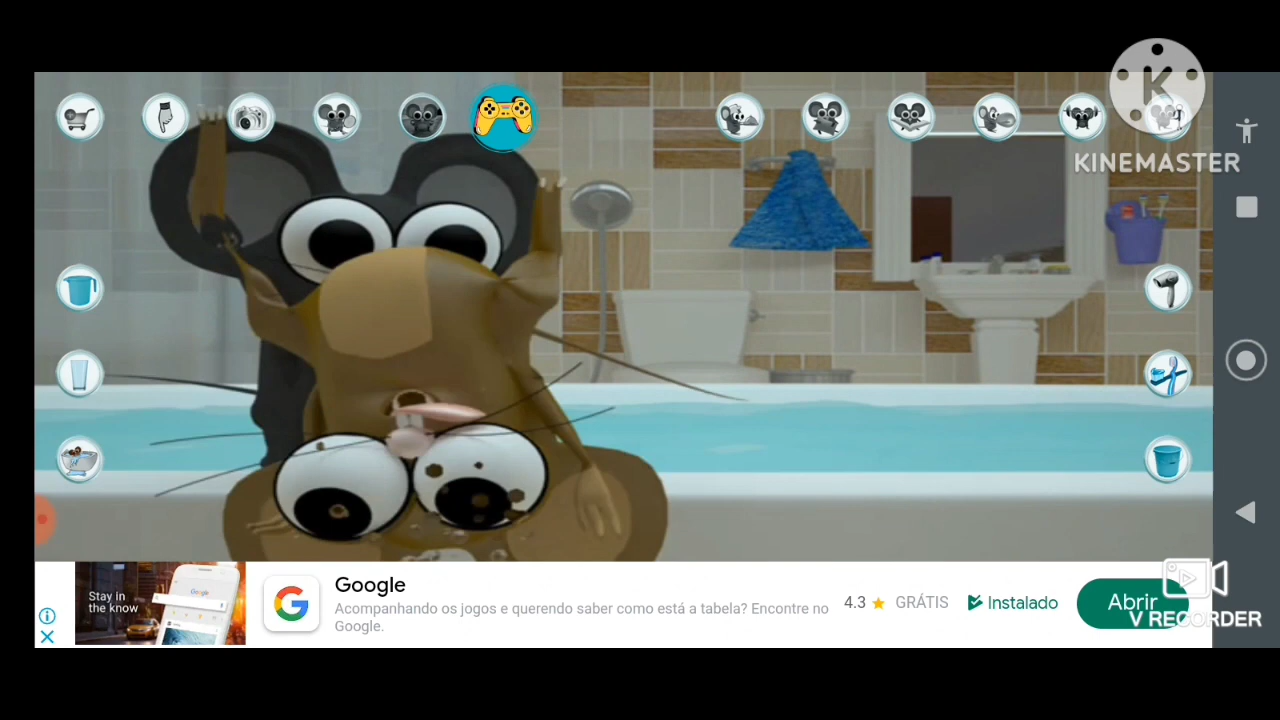 K
KINEMASTER
Stay in
the know
Google
Google
Acompanhando os jogos e querendo saber como está a tabela? Encontre no
Google.
4.3 ★ GRÁTIS
Instalado
Abrir
V RECORDER